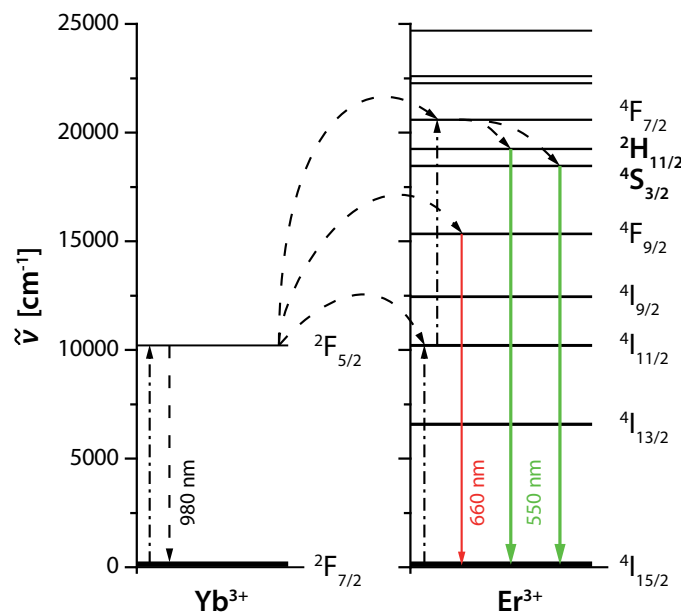 25000
20000
15000
10000
5000
0
ṽ [cm⁻¹]
980 nm
²F₅/₂
²F₇/₂
Yb³⁺
660 nm
550 nm
⁴F₇/₂
²H₁₁/₂
⁴S₃/₂
⁴F₉/₂
⁴I₉/₂
⁴I₁₁/₂
⁴I₁₃/₂
⁴I₁₅/₂
Er³⁺